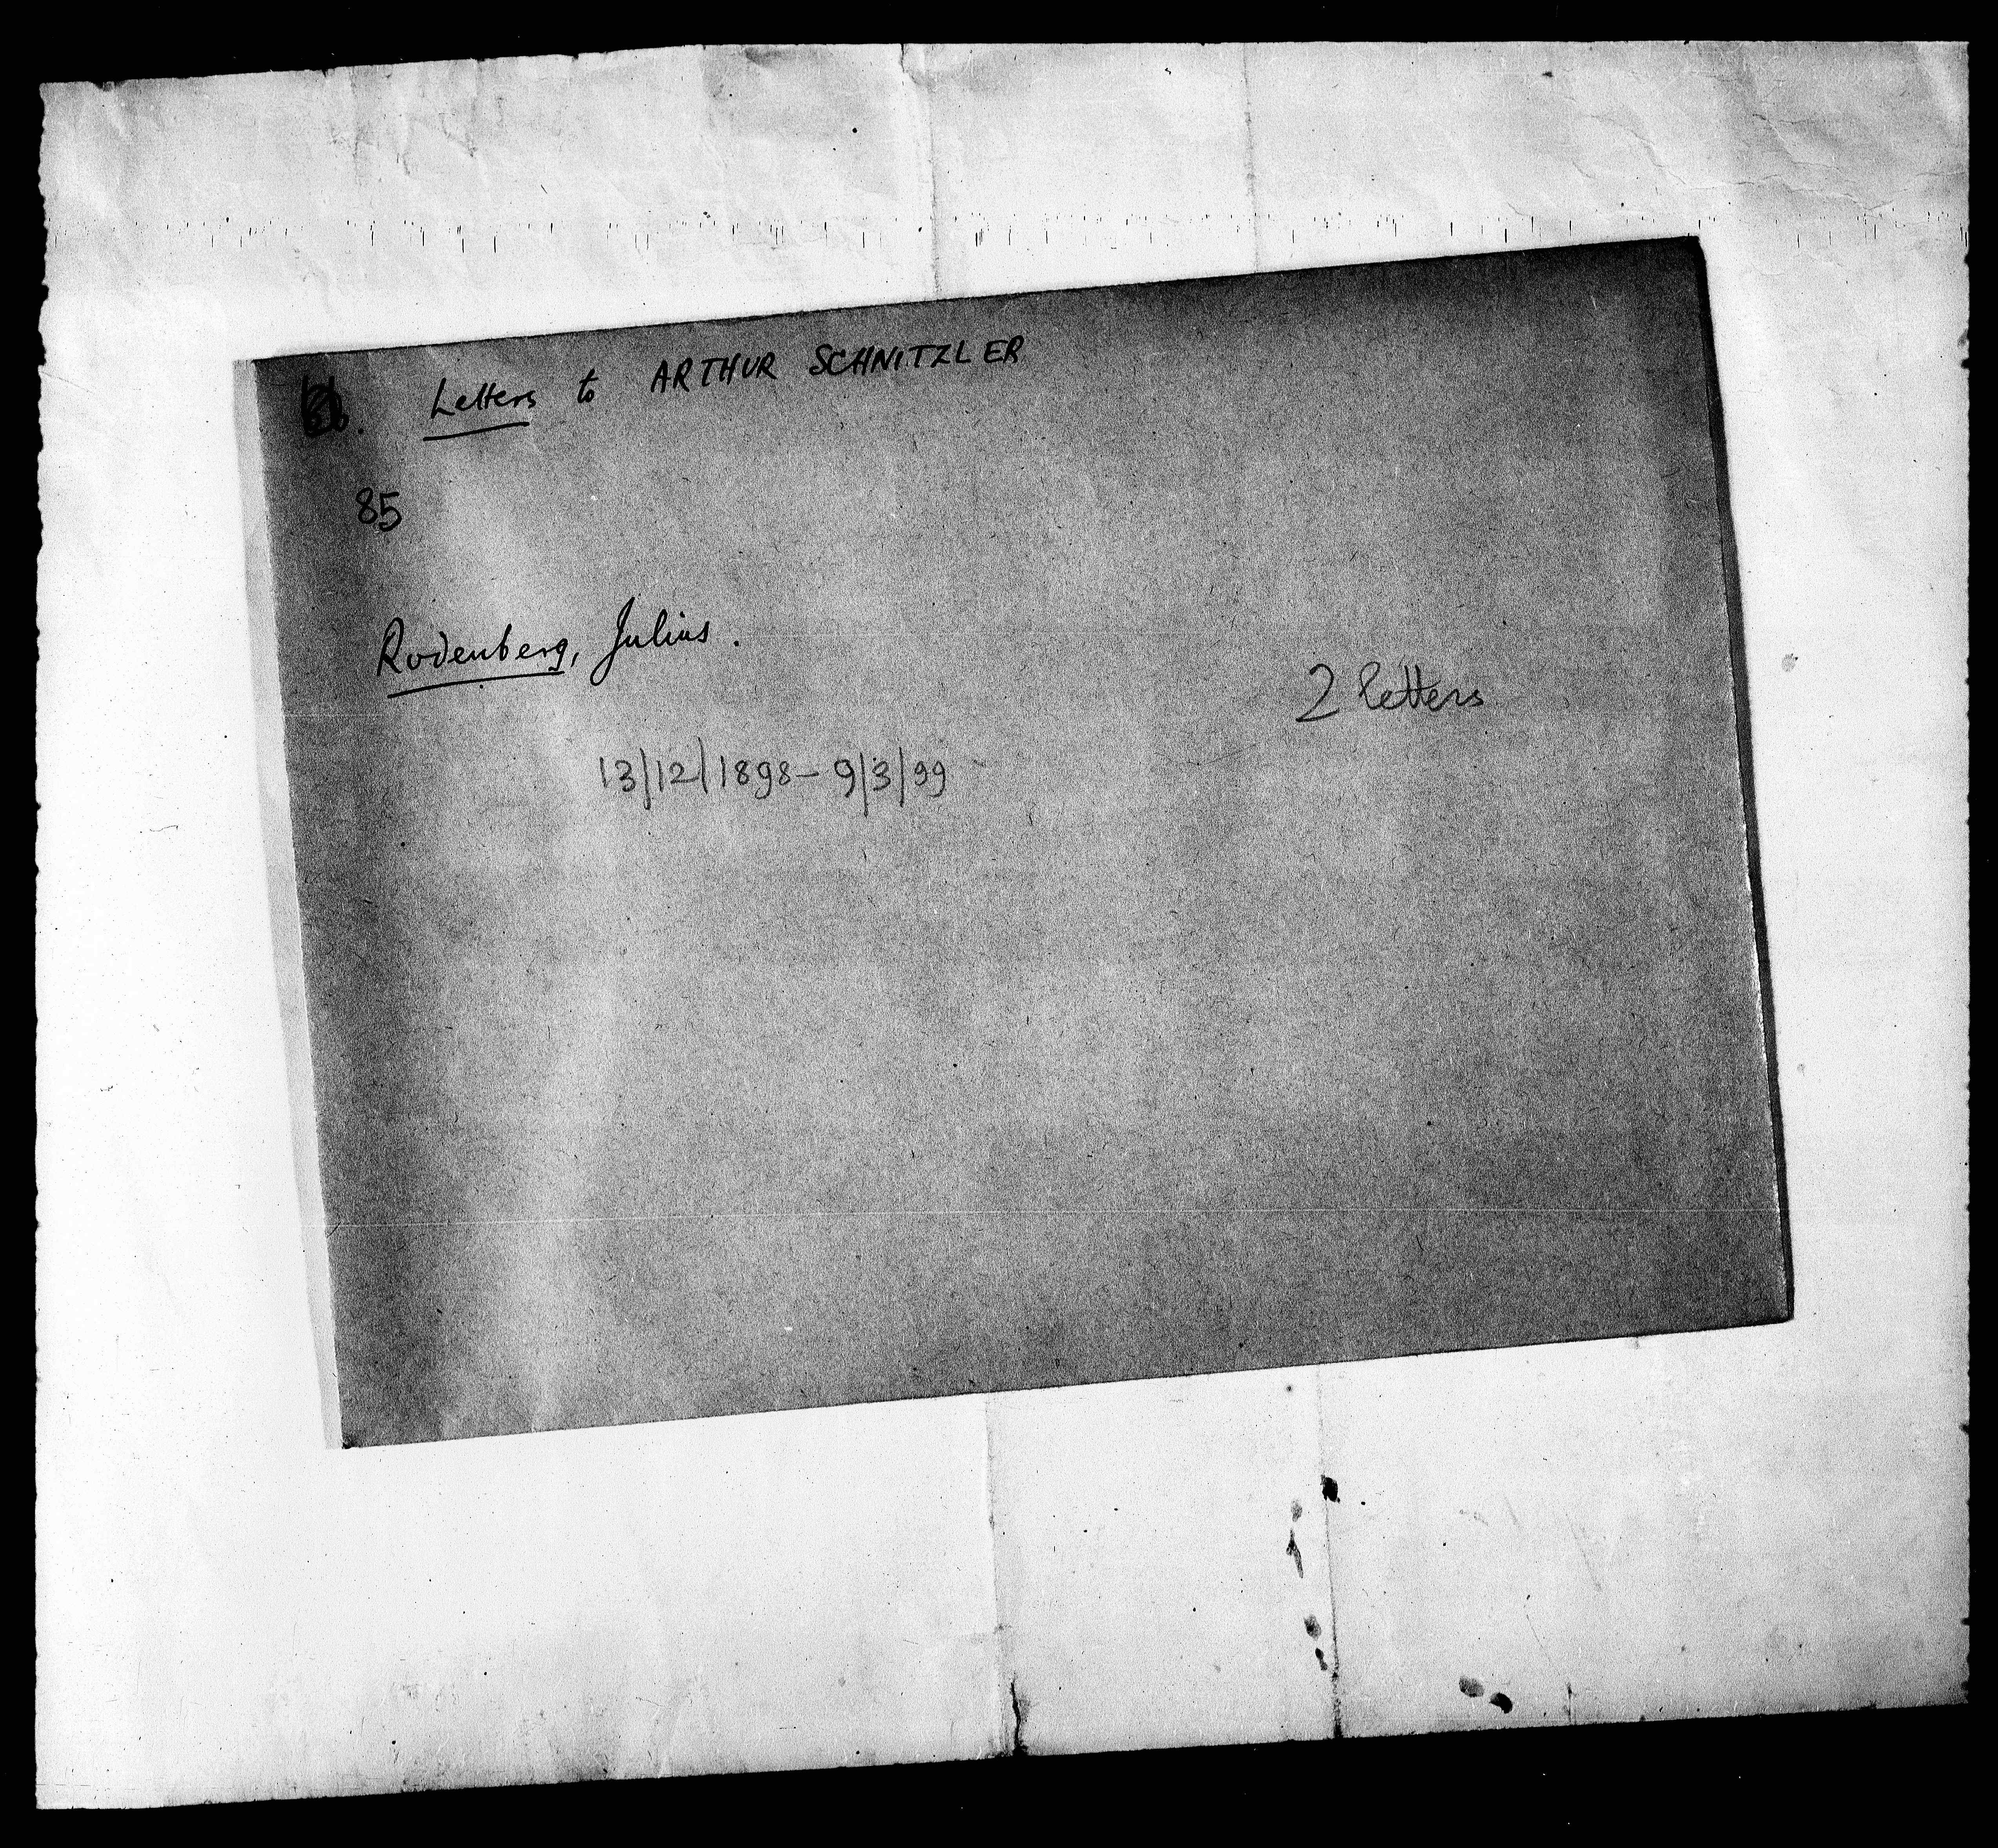 Letters to ARTHUR SCHNITZLER
85
Rodenberg, Julius.
2 letters
13/12/1898 - 9/3/99